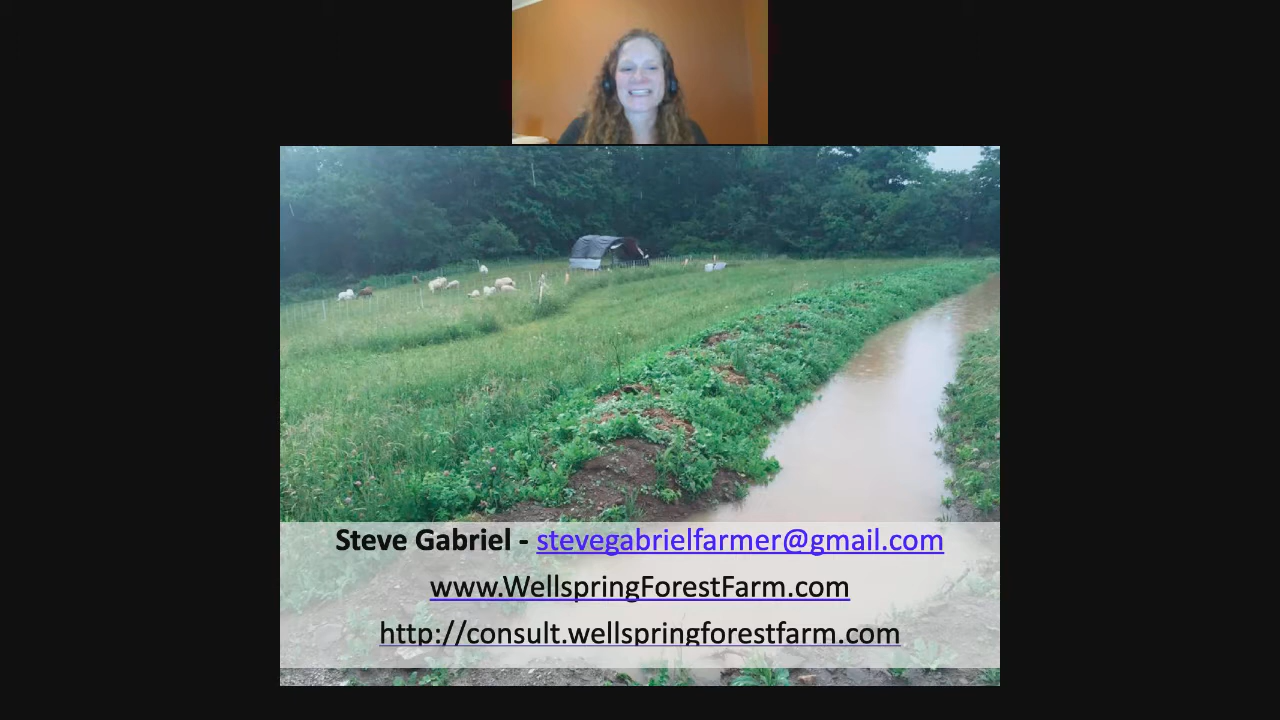 Steve Gabriel - stevegabrielfarmer@gmail.com
www.WellspringForestFarm.com
http://consult.wellspringforestfarm.com